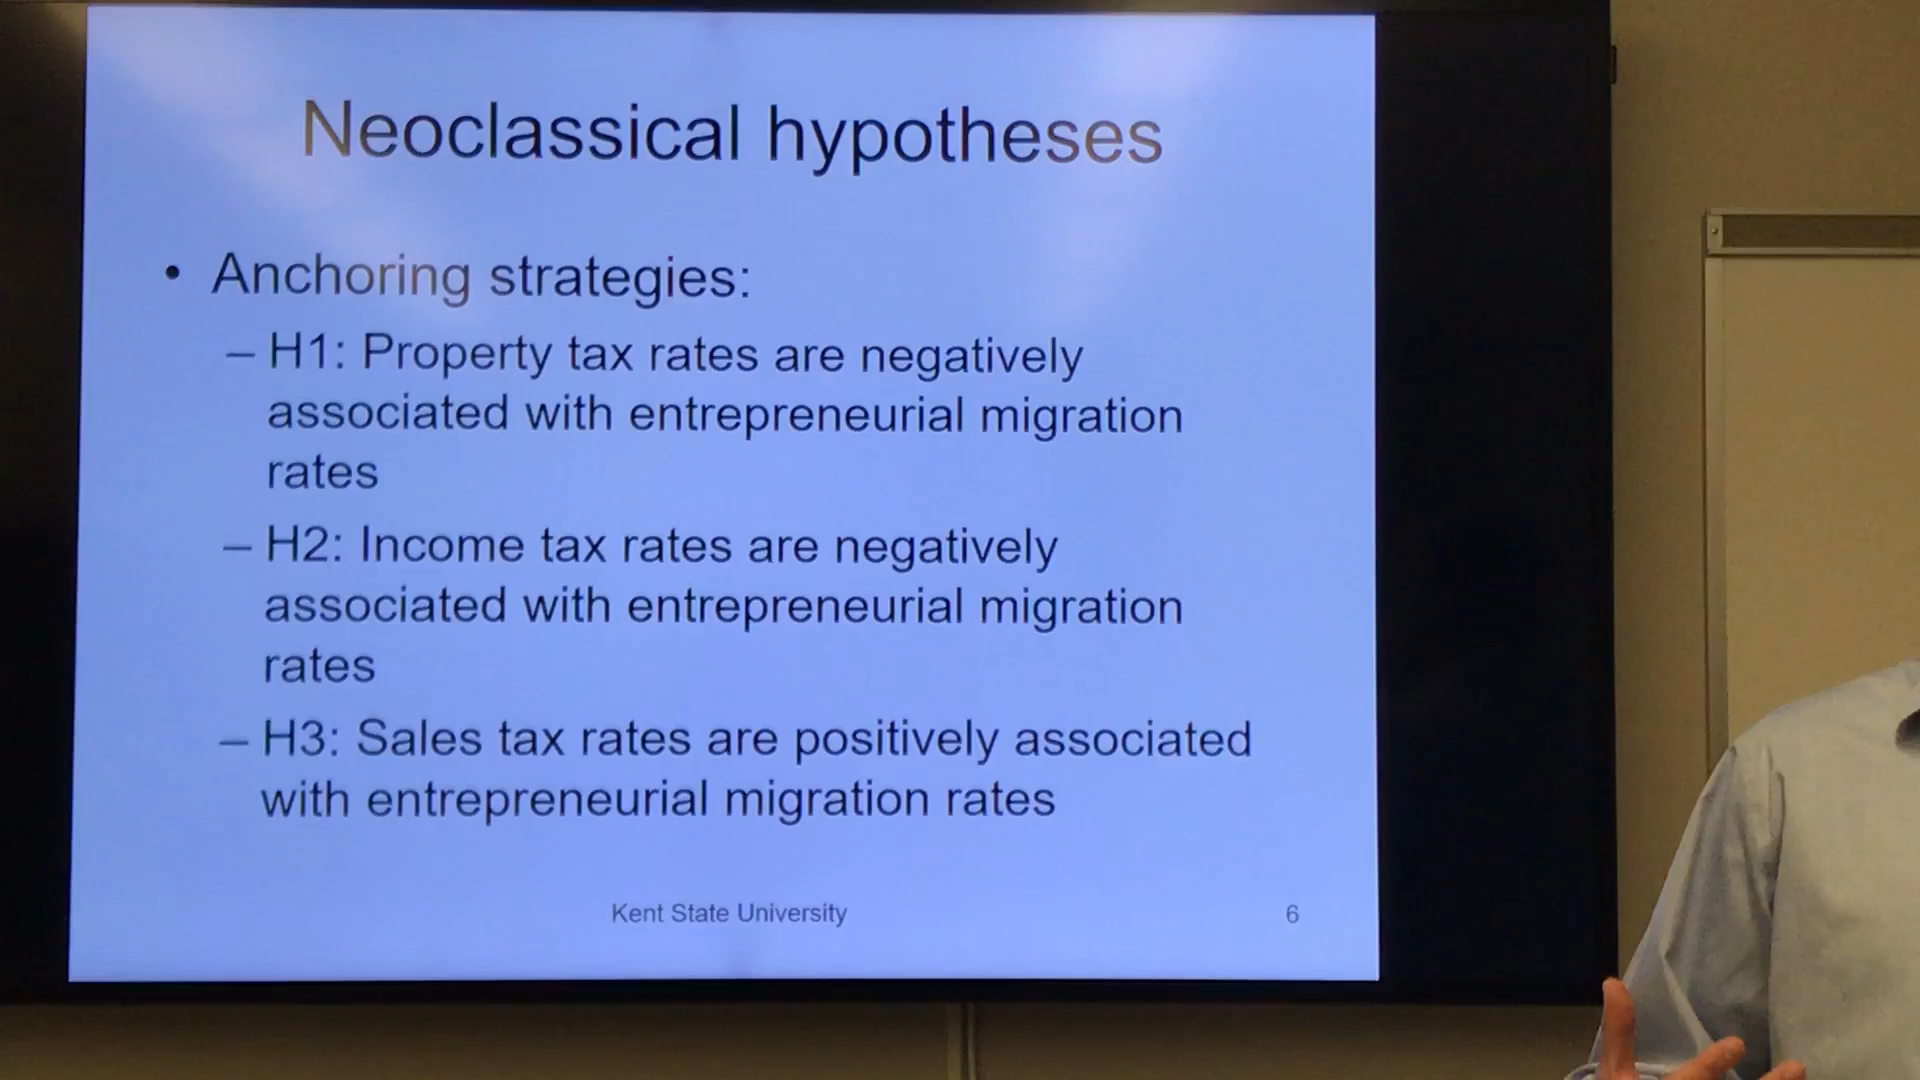 Neoclassical hypotheses
• Anchoring strategies:
– H1: Property tax rates are negatively
associated with entrepreneurial migration
rates
– H2: Income tax rates are negatively
associated with entrepreneurial migration
rates
– H3: Sales tax rates are positively associated
with entrepreneurial migration rates
Kent State University
6